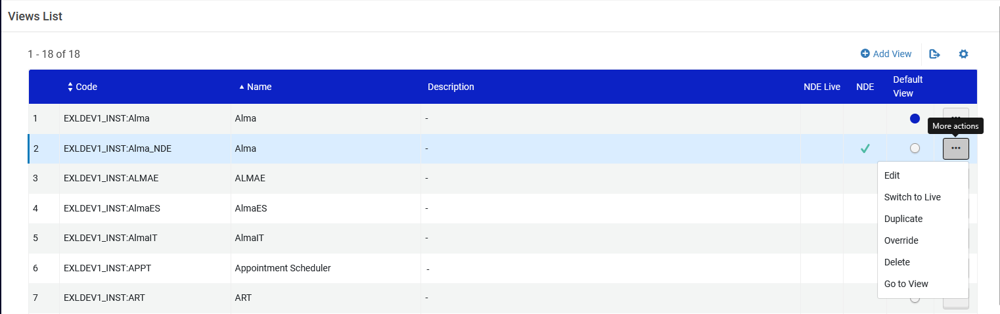 Views List
1 - 18 of 18
Add View
Code Name Description NDE Live NDE Default View
1 EXLDEV1_INST:Alma Alma -
More actions
2 EXLDEV1_INST:Alma_NDE Alma -
3 EXLDEV1_INST:ALMAE ALMAE -
4 EXLDEV1_INST:AlmaES AlmaES -
5 EXLDEV1_INST:AlmaIT AlmaIT -
6 EXLDEV1_INST:APPT Appointment Scheduler -
7 EXLDEV1_INST:ART ART -
Edit
Switch to Live
Duplicate
Override
Delete
Go to View